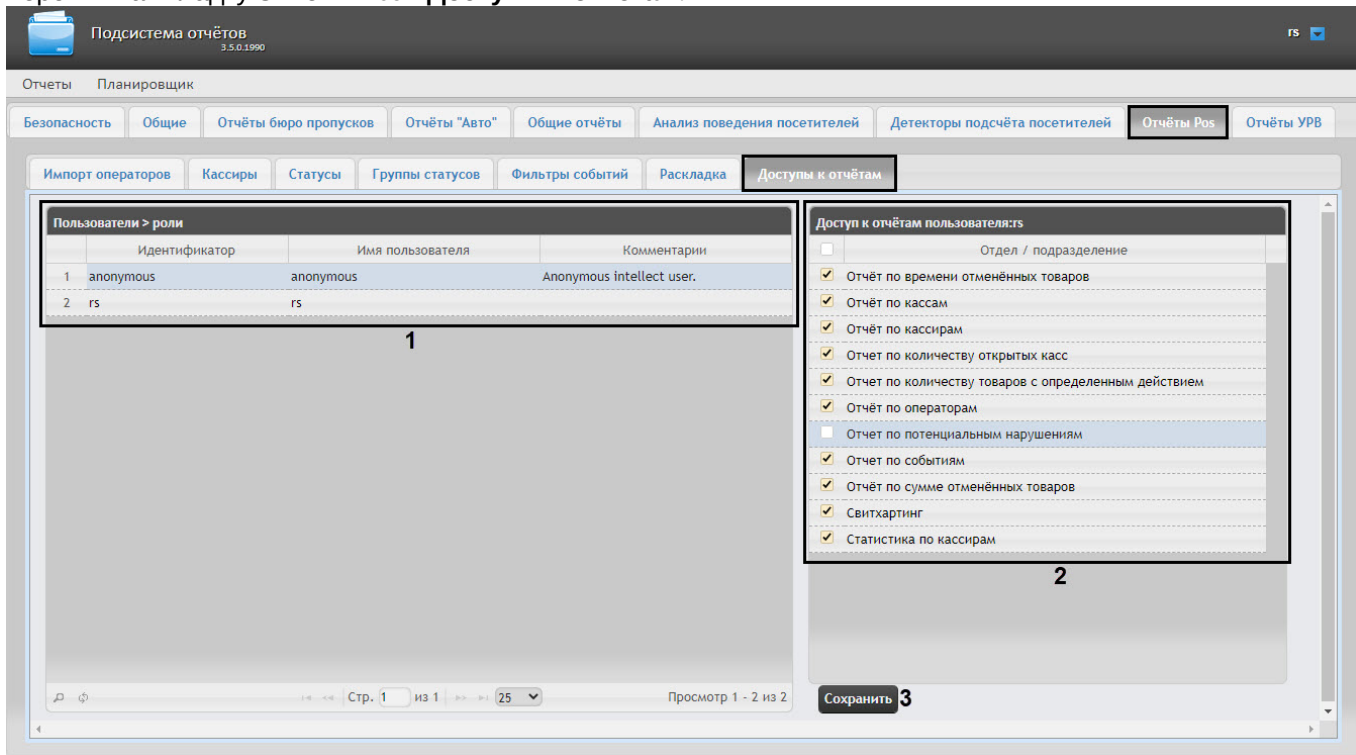 Подсистема отчётов
3.5.0.1990
rs
Отчеты Планировщик
Безопасность Общие Отчёты бюро пропусков Отчёты "Авто" Общие отчёты Анализ поведения посетителей Детекторы подсчёта посетителей Отчёты Pos Отчёты УРВ
Импорт операторов Кассиры Статусы Группы статусов Фильтры событий Раскладка Доступы к отчётам
Пользователи > роли
Идентификатор Имя пользователя Комментарии
1 anonymous anonymous Anonymous intellect user.
2 rs rs
1
Доступ к отчётам пользователя:rs
Отдел / подразделение
Отчёт по времени отменённых товаров
Отчёт по кассам
Отчёт по кассирам
Отчет по количеству открытых касс
Отчет по количеству товаров с определенным действием
Отчёт по операторам
Отчет по потенциальным нарушениям
Отчет по событиям
Отчёт по сумме отменённых товаров
Свитхартинг
Статистика по кассирам
2
Стр. 1 из 1 25 Просмотр 1 - 2 из 2
Сохранить 3